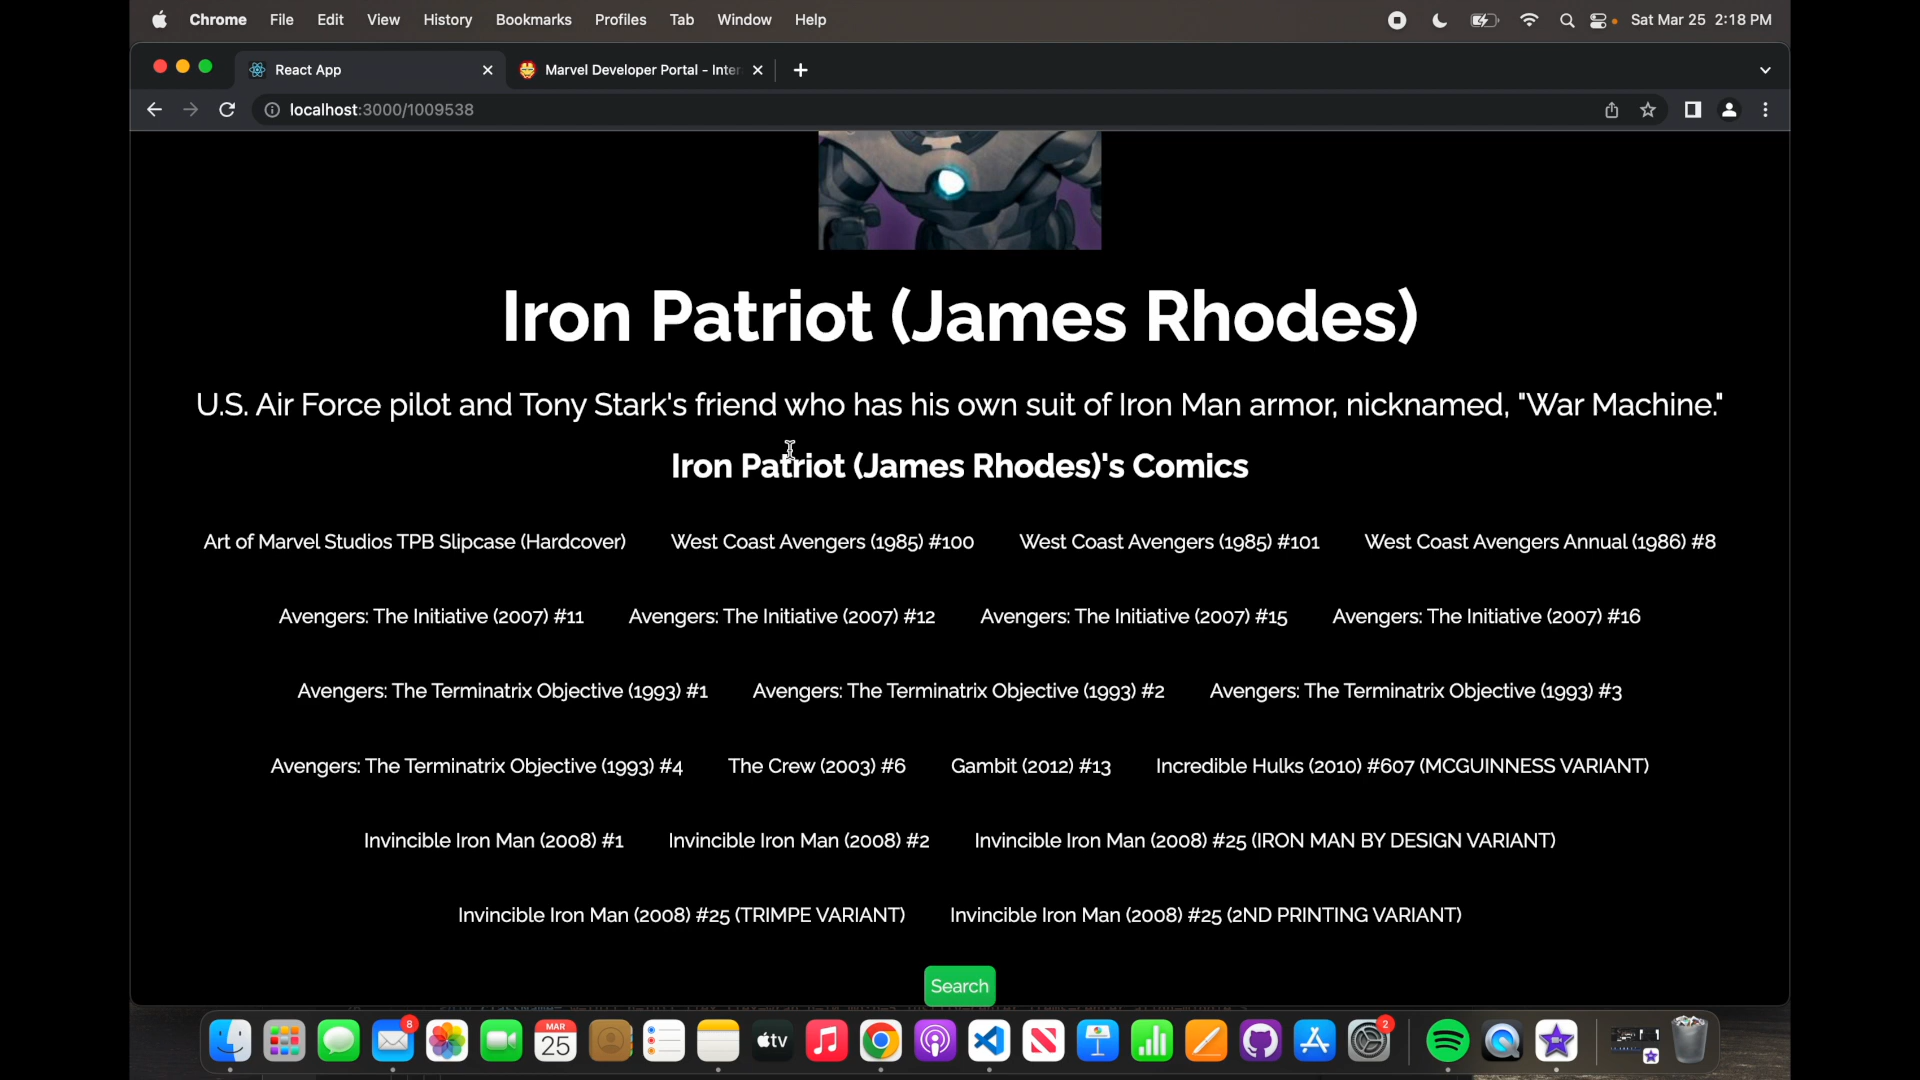 Chrome File Edit View History Bookmarks Profiles Tab Window Help Sat Mar 25 2:18 PM
React App Marvel Developer Portal - Inter
localhost:3000/1009538
Iron Patriot (James Rhodes)
U.S. Air Force pilot and Tony Stark's friend who has his own suit of Iron Man armor, nicknamed, "War Machine."
Iron Patriot (James Rhodes)'s Comics
Art of Marvel Studios TPB Slipcase (Hardcover) West Coast Avengers (1985) #100 West Coast Avengers (1985) #101 West Coast Avengers Annual (1986) #8
Avengers: The Initiative (2007) #11 Avengers: The Initiative (2007) #12 Avengers: The Initiative (2007) #15 Avengers: The Initiative (2007) #16
Avengers: The Terminatrix Objective (1993) #1 Avengers: The Terminatrix Objective (1993) #2 Avengers: The Terminatrix Objective (1993) #3
Avengers: The Terminatrix Objective (1993) #4 The Crew (2003) #6 Gambit (2012) #13 Incredible Hulks (2010) #607 (MCGUINNESS VARIANT)
Invincible Iron Man (2008) #1 Invincible Iron Man (2008) #2 Invincible Iron Man (2008) #25 (IRON MAN BY DESIGN VARIANT)
Invincible Iron Man (2008) #25 (TRIMPE VARIANT) Invincible Iron Man (2008) #25 (2ND PRINTING VARIANT)
Search
8 MAR 25 tv 2